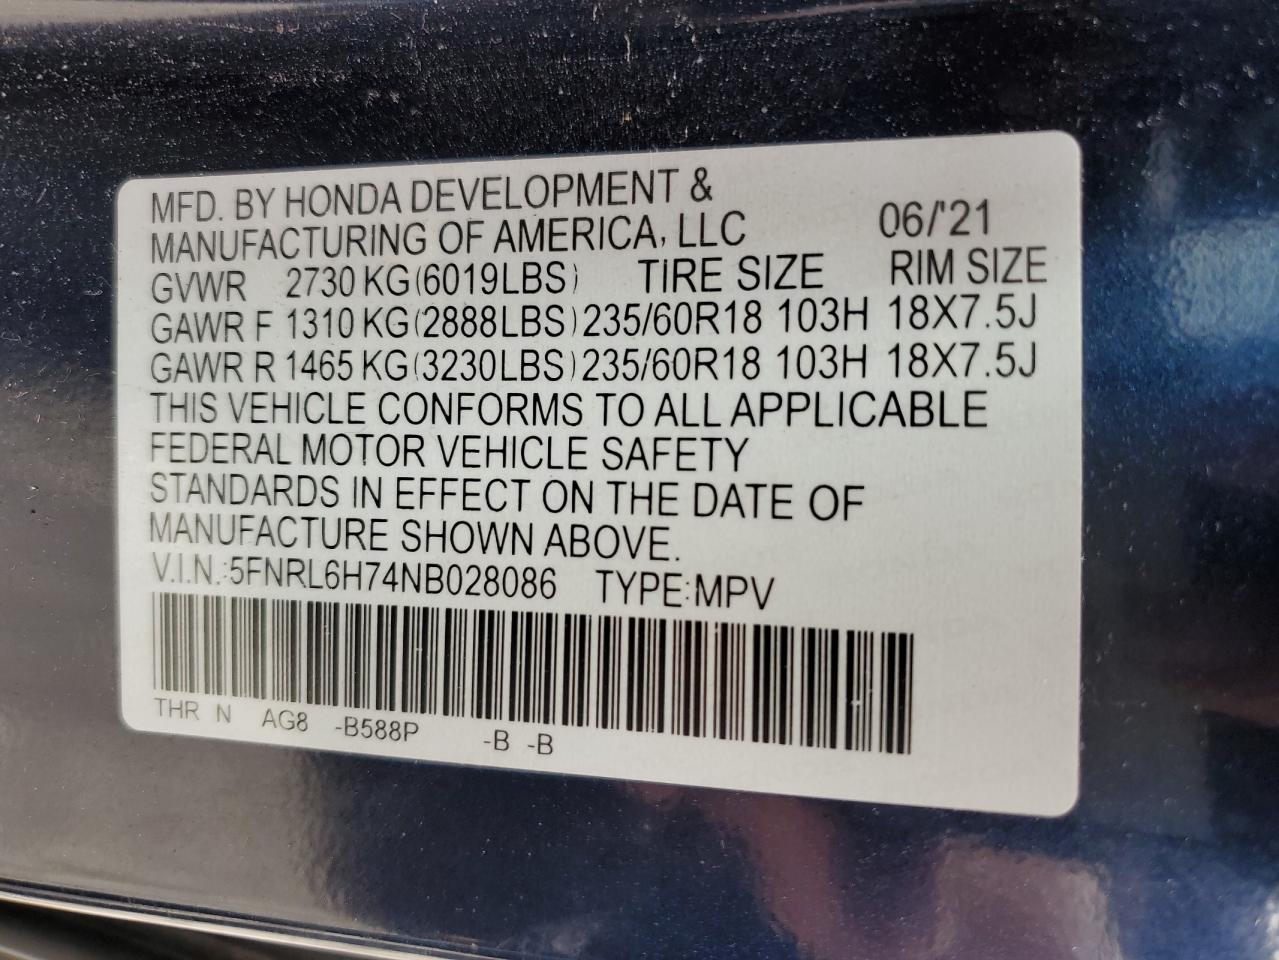 MFD. BY HONDA DEVELOPMENT &
MANUFACTURING OF AMERICA, LLC 06/'21
GVWR 2730 KG(6019LBS) TIRE SIZE RIM SIZE
GAWR F 1310 KG(2888LBS) 235/60R18 103H 18X7.5J
GAWR R 1465 KG(3230LBS) 235/60R18 103H 18X7.5J
THIS VEHICLE CONFORMS TO ALL APPLICABLE
FEDERAL MOTOR VEHICLE SAFETY
STANDARDS IN EFFECT ON THE DATE OF
MANUFACTURE SHOWN ABOVE.
V.I.N.:5FNRL6H74NB028086 TYPE:MPV
THR N AG8 -B588P -B -B